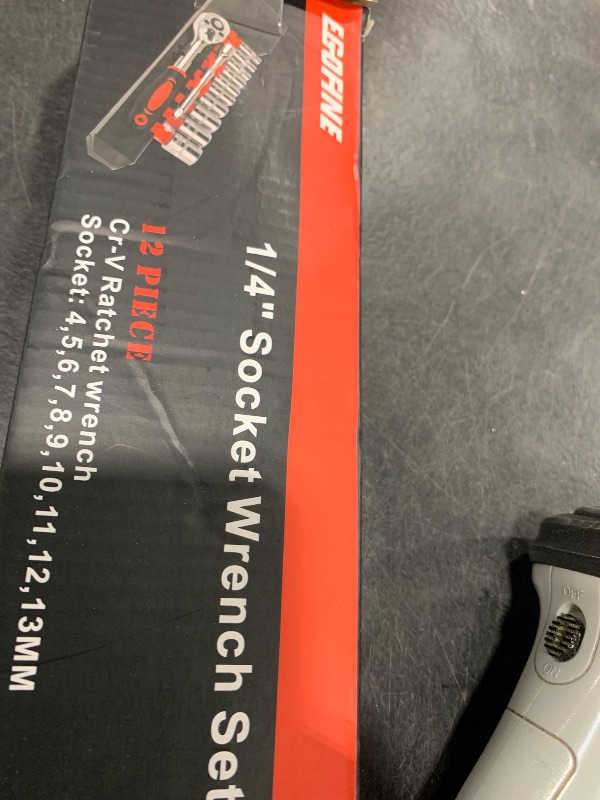 EGOFINE
1/4" Socket Wrench Set
12 PIECE
Cr-V Ratchet wrench
Socket: 4,5,6,7,8,9,10,11,12,13MM
OFF
ON